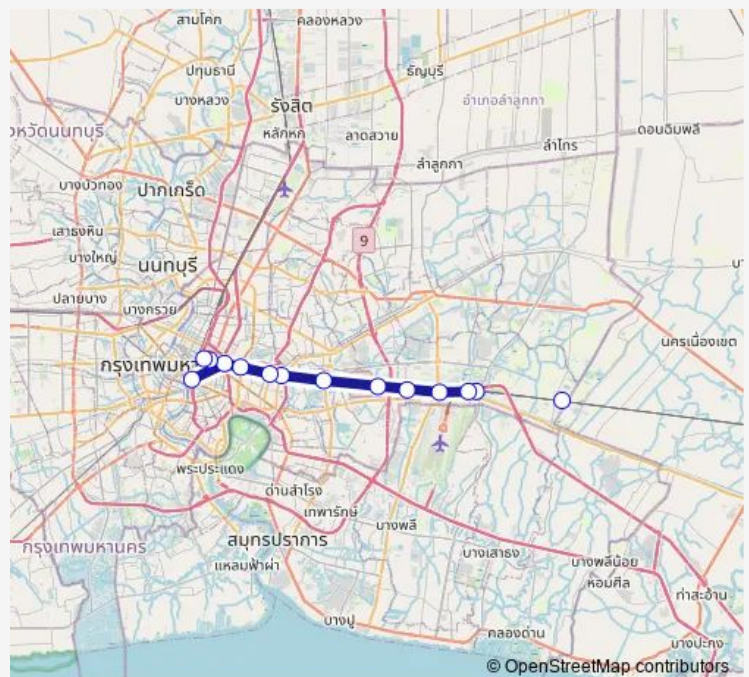 สามโคก
คลองหลวง
ปทุมธานี
ธัญบุรี
บางหลวง
รังสิต
อำเภอลำลูกกา
หลักหก
ลาดสวาย
ดอนฉิมพลี
ลำไทร
ลำลูกกา
บางบัวทอง
ปากเกร็ด
เสาธงหิน
บางใหญ่
9
นนทบุรี
ปลายบาง
บางกรวย
นครเนื่องเขต
กรุงเทพมหา
พระประแดง
ด่านสำโรง
เทพารักษ์
บางพลี
สมุทรปราการ
กรุงเทพมหานคร
แหลมฟ้าผ่า
บางเสาธง
บางพลีน้อย
หอมศีล
ท่าสะอ้าน
บางปู
คลองด่าน
บางปะกง
© OpenStreetMap contributors